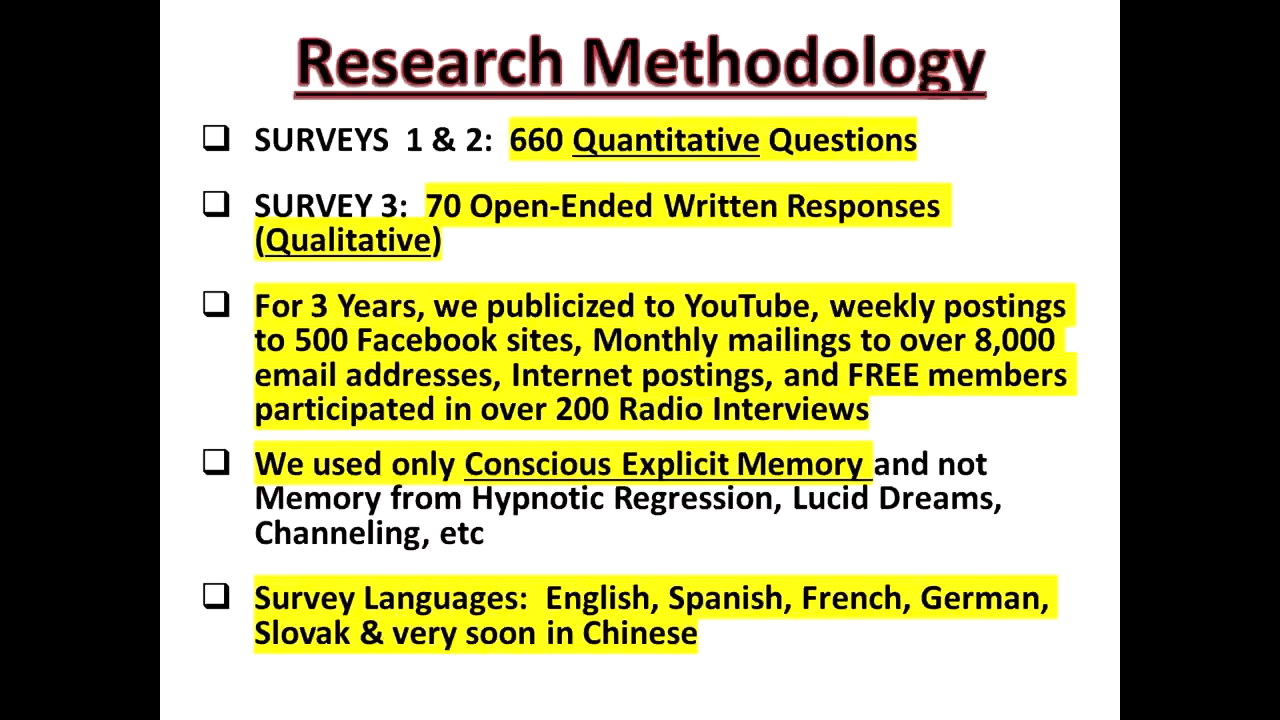 Research Methodology
❑ SURVEYS 1 & 2: 660 Quantitative Questions
❑ SURVEY 3: 70 Open-Ended Written Responses
(Qualitative)
❑ For 3 Years, we publicized to YouTube, weekly postings
to 500 Facebook sites, Monthly mailings to over 8,000
email addresses, Internet postings, and FREE members
participated in over 200 Radio Interviews
❑ We used only Conscious Explicit Memory and not
Memory from Hypnotic Regression, Lucid Dreams,
Channeling, etc
❑ Survey Languages: English, Spanish, French, German,
Slovak & very soon in Chinese